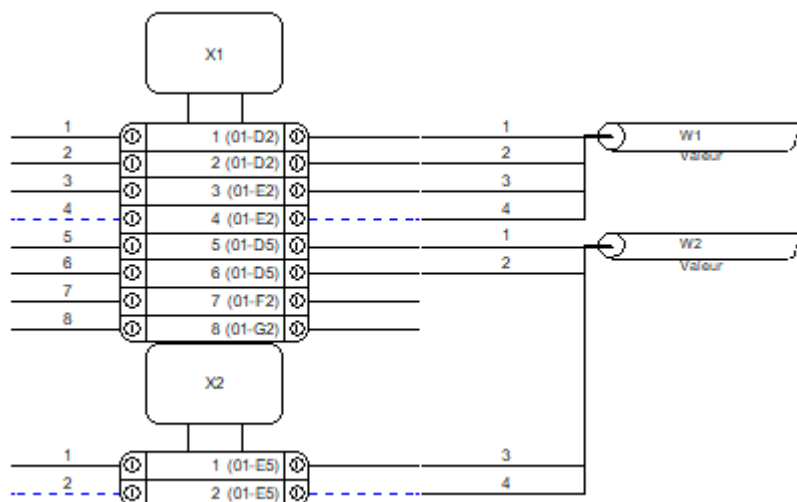 X1
1 1 (01-D2) 1 W1
Valeur
2 2 (01-D2) 2
3 3 (01-E2) 3
4 4 (01-E2) 4
5 5 (01-D5) 1 W2
Valeur
6 6 (01-D5) 2
7 7 (01-F2)
8 8 (01-G2)
X2
1 1 (01-E5) 3
2 2 (01-E5) 4